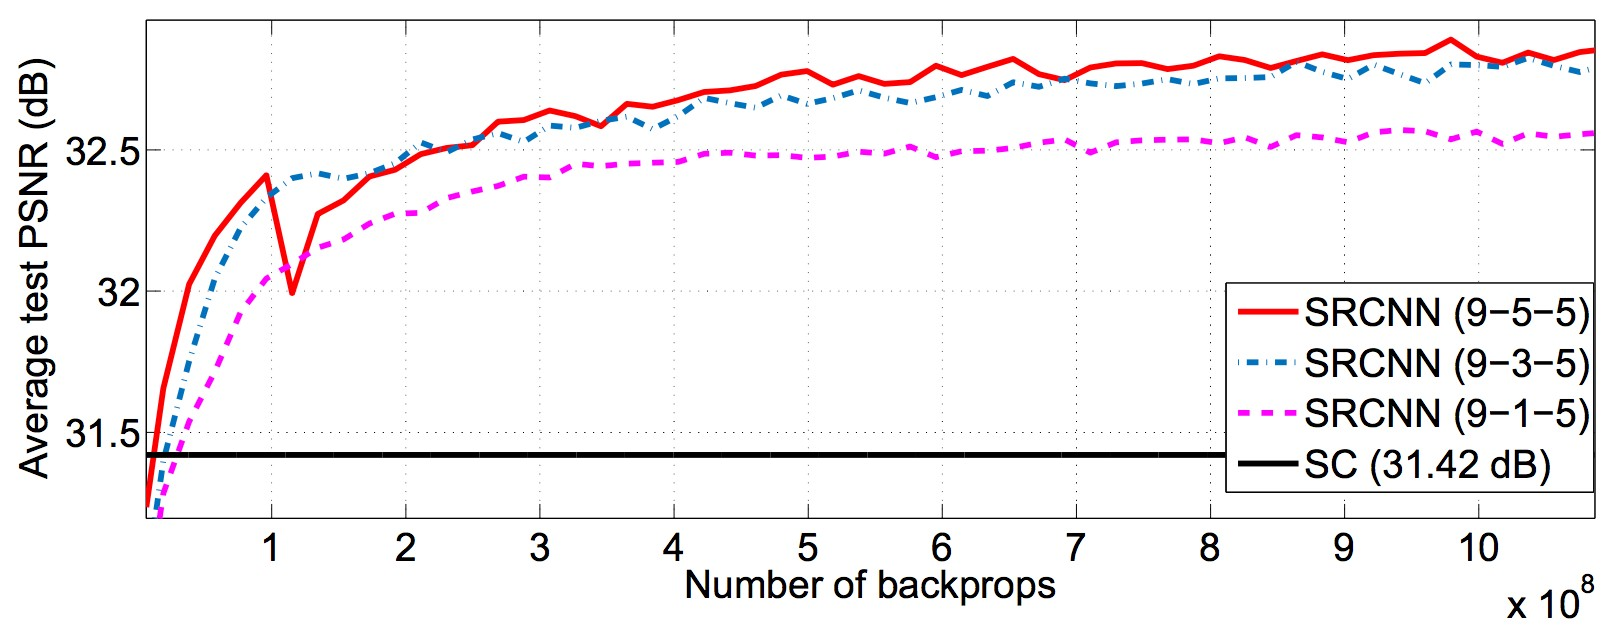 Average test PSNR (dB)
32.5
32
31.5
SRCNN (9−5−5)
SRCNN (9−3−5)
SRCNN (9−1−5)
SC (31.42 dB)
1 2 3 4 5 6 7 8 9 10
Number of backprops
x 10⁸